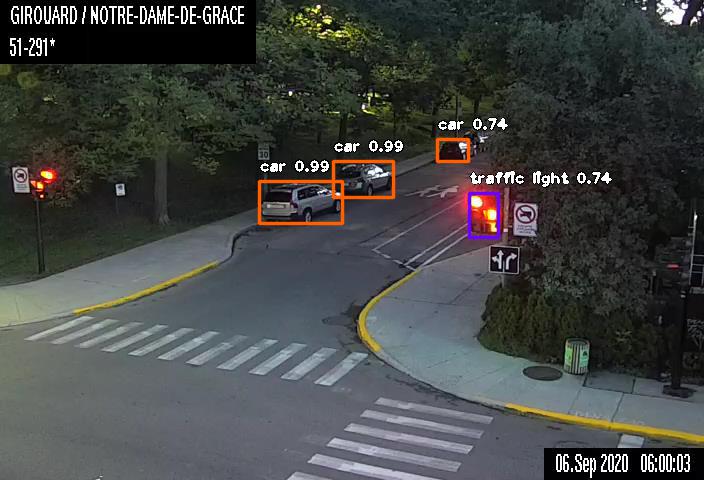 GIROUARD / NOTRE-DAME-DE-GRACE
51-291*
car 0.74
car 0.99
car 0.99
traffic light 0.74
30
06.Sep 2020 06:00:03